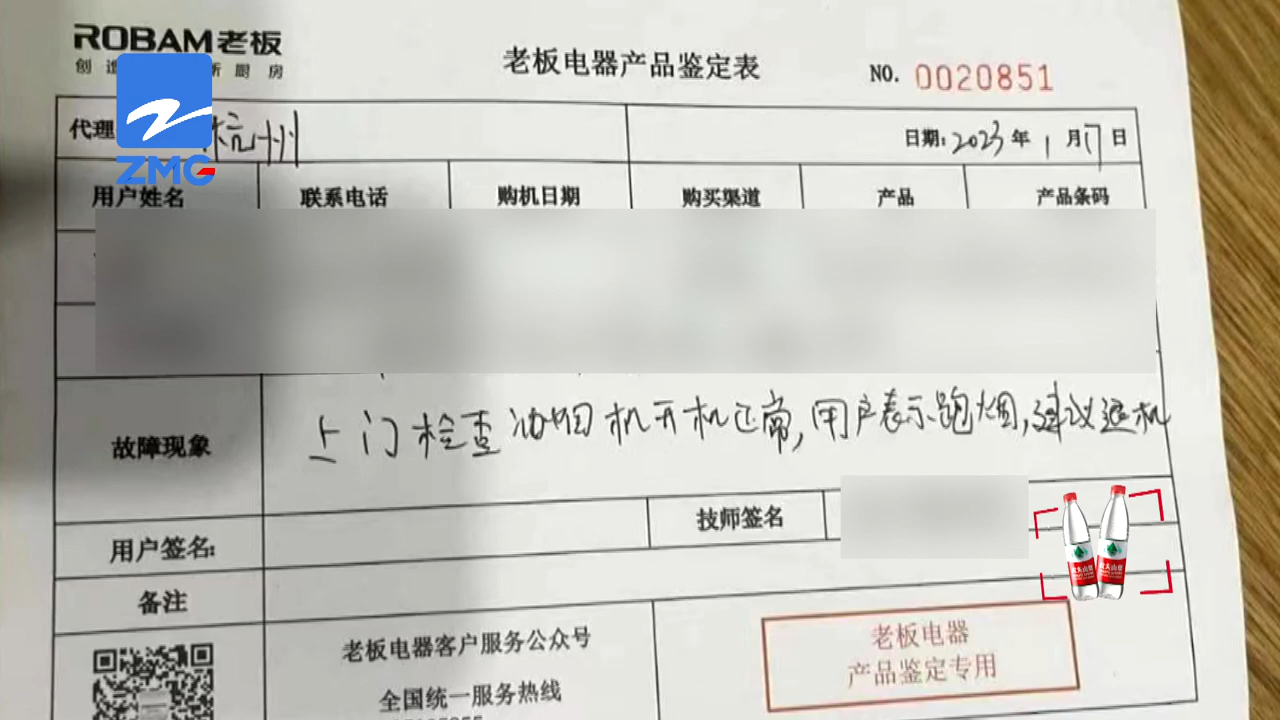 ROBAM老板
创造 新厨房
老板电器产品鉴定表
NO. 0020851
ZMG
代理 杭州
日期:2023年1月17日
用户姓名 联系电话 购机日期 购买渠道 产品 产品条码
故障现象
上门检查油烟机开机正常,用户表示跑烟,建议退机
用户签名:
技师签名
备注
老板电器客户服务公众号
全国统一服务热线
老板电器
产品鉴定专用